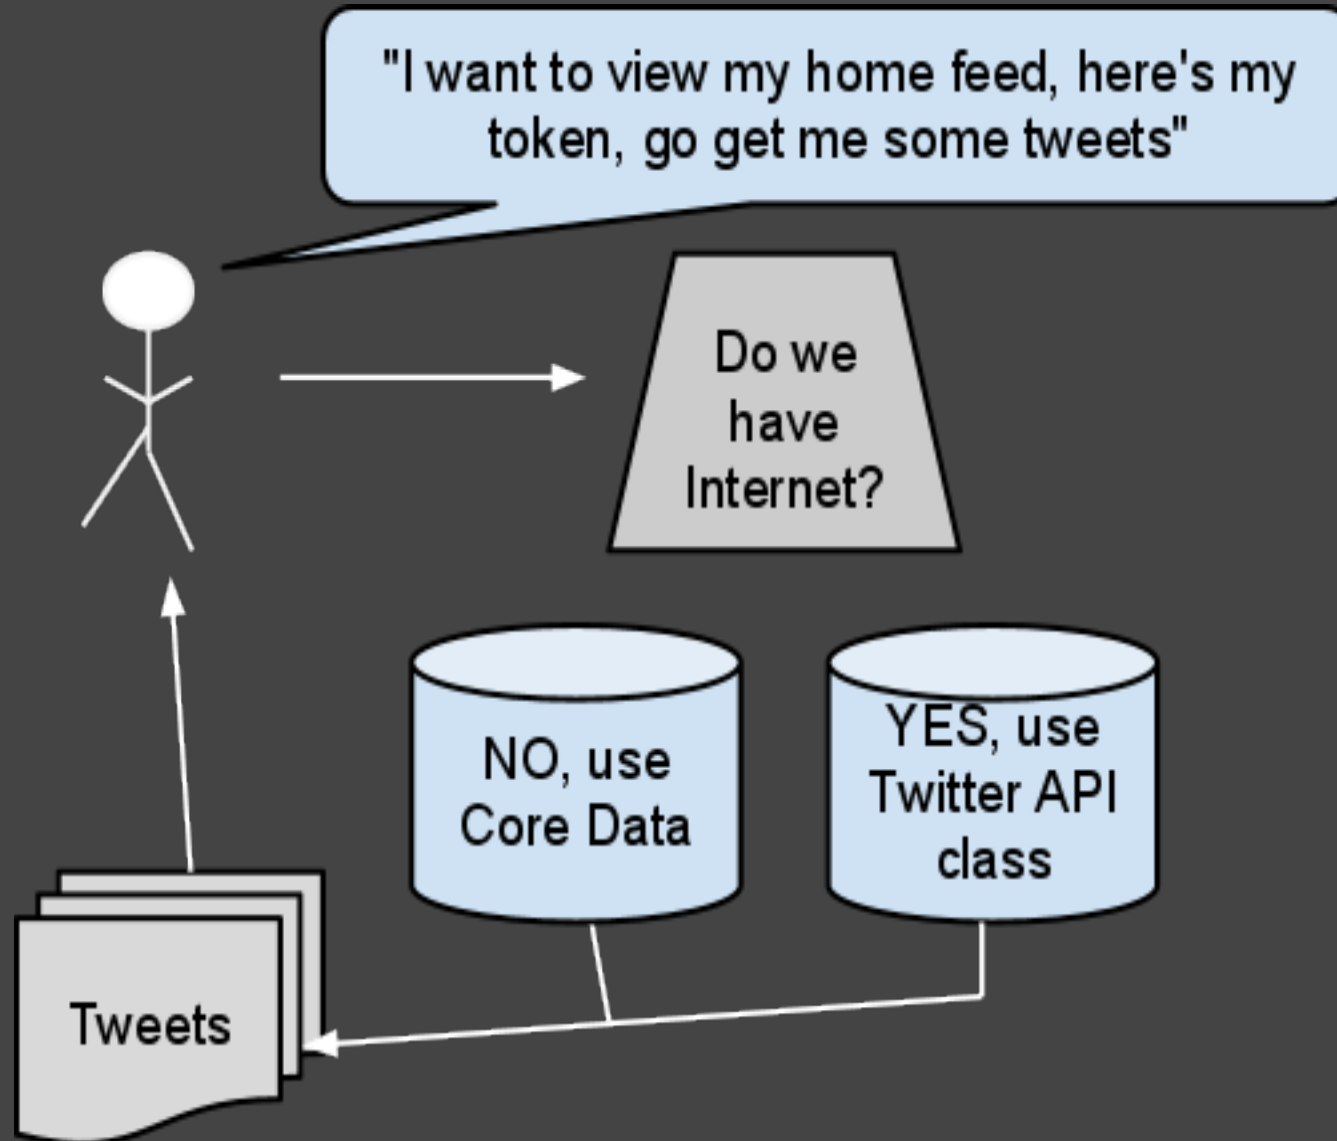 "I want to view my home feed, here's my
token, go get me some tweets"
Do we
have
Internet?
NO, use
Core Data
YES, use
Twitter API
class
Tweets